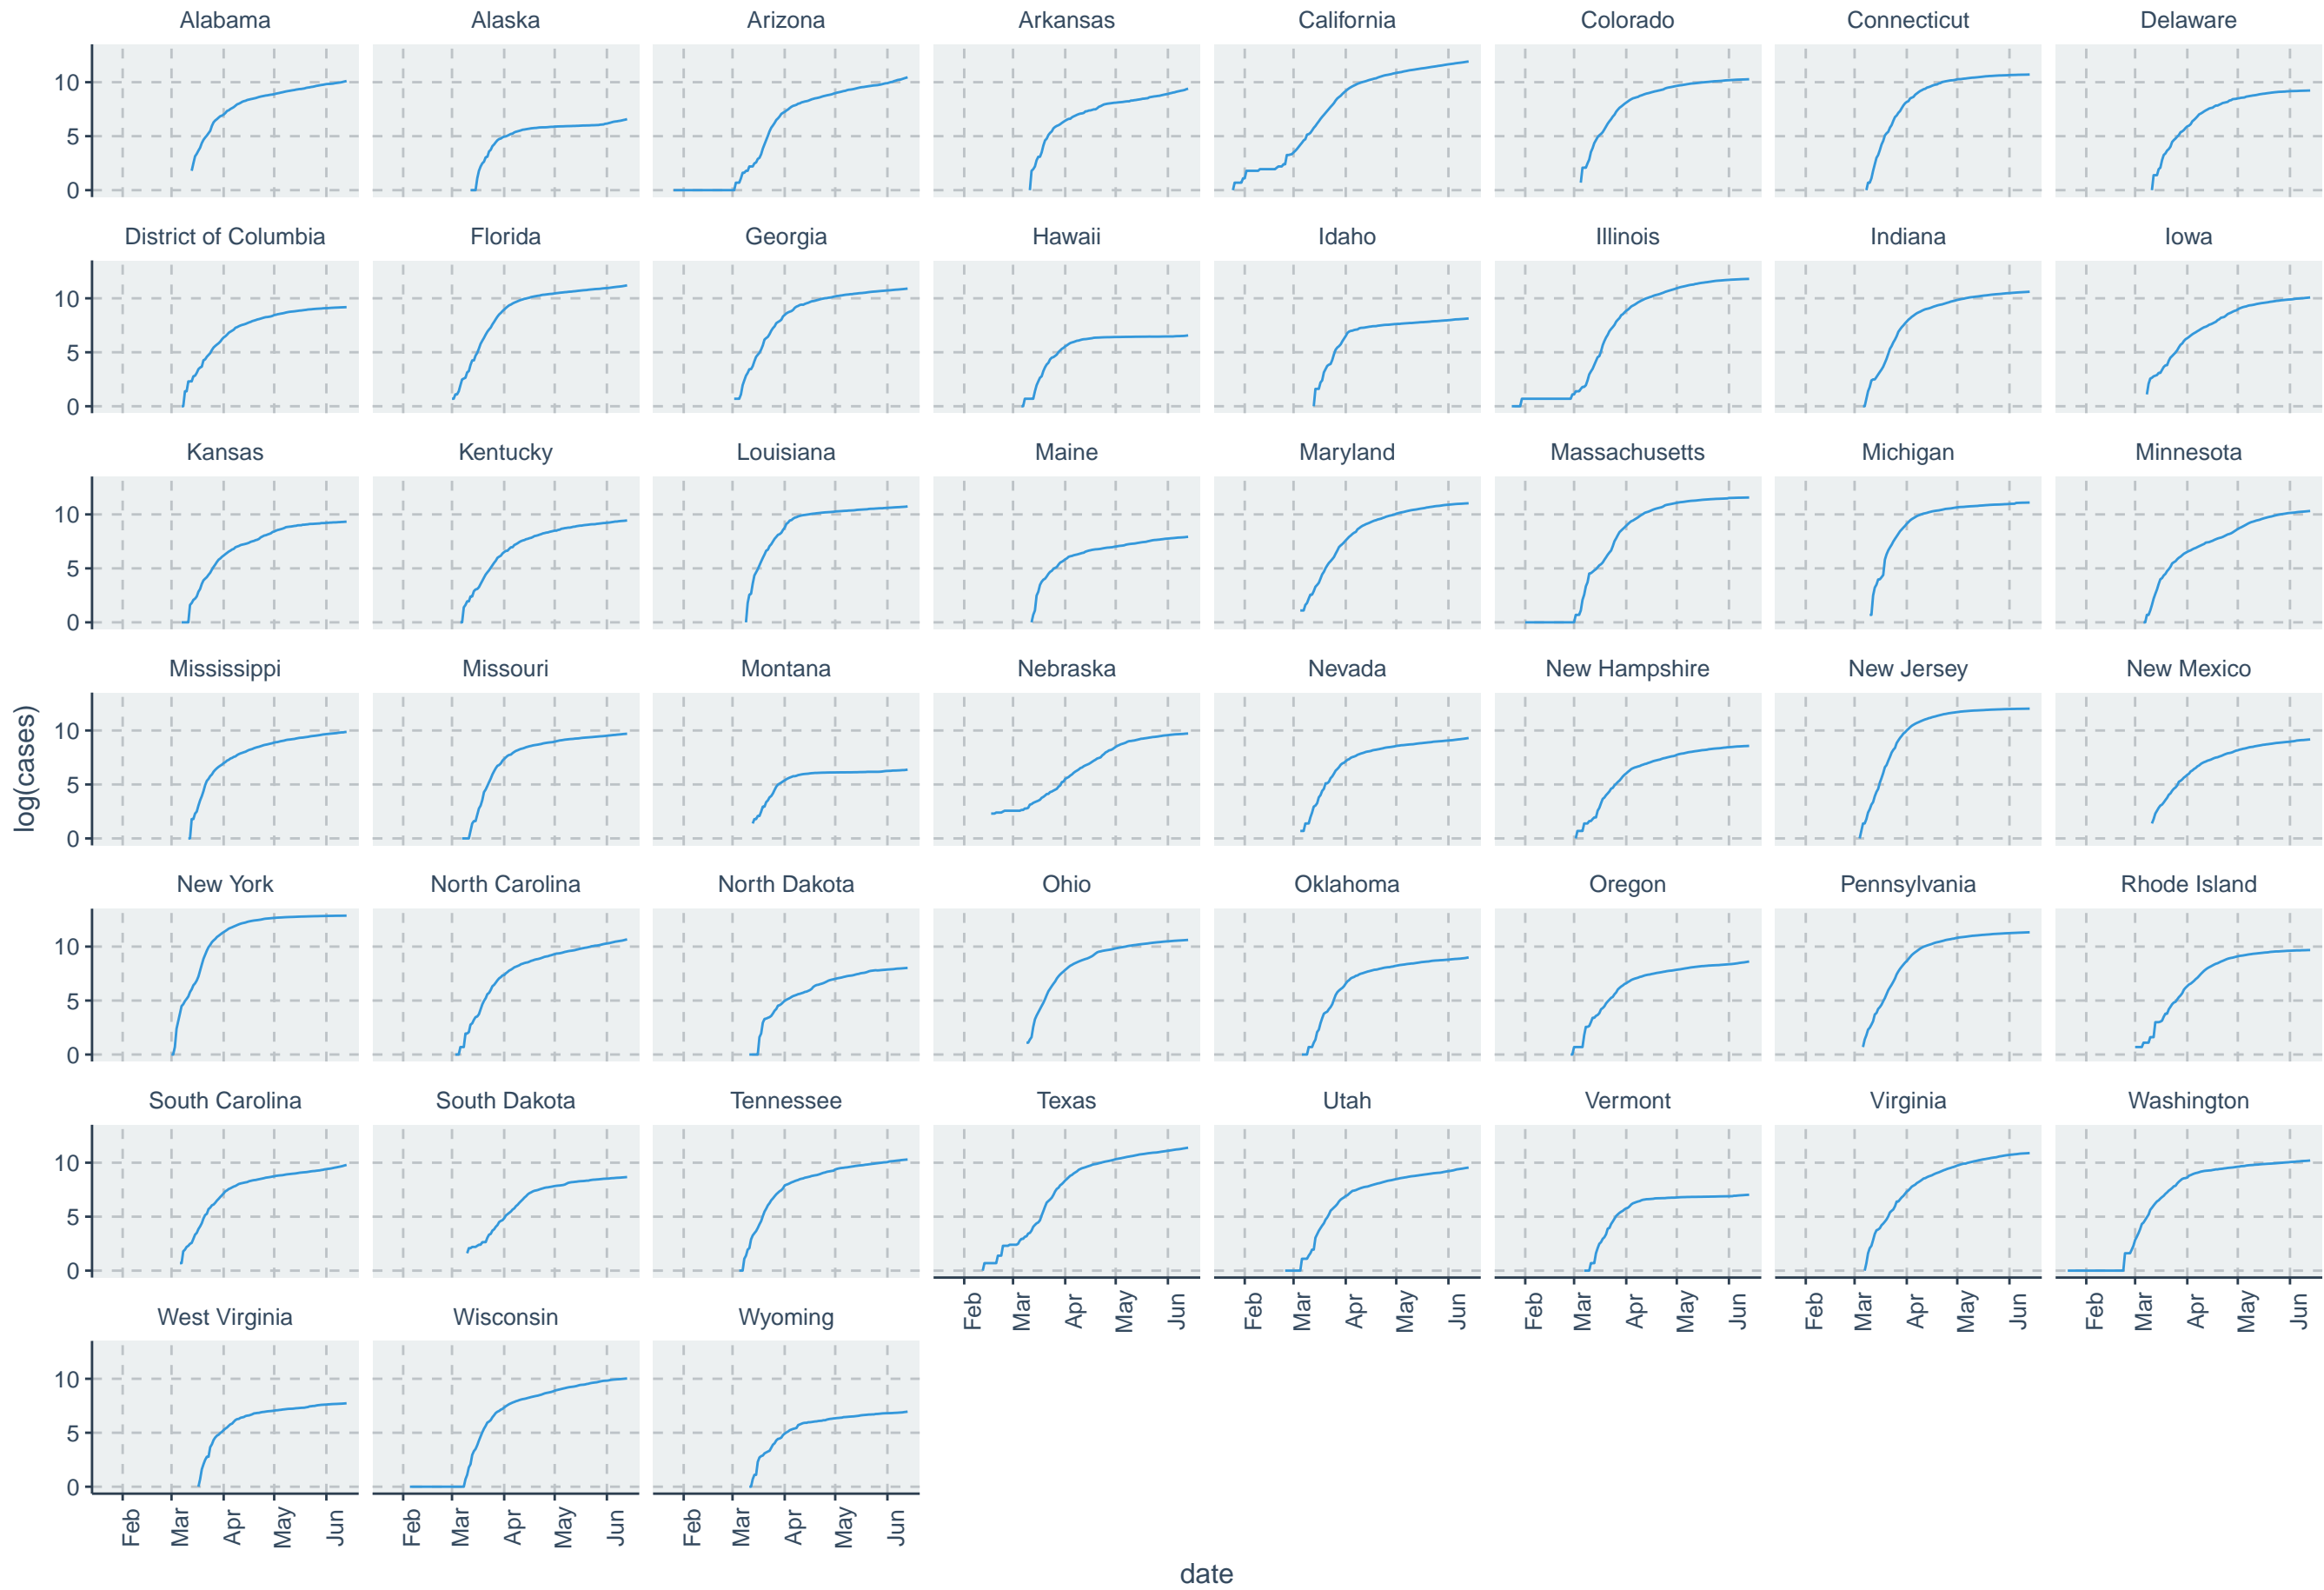 Alabama Alaska Arizona Arkansas California Colorado Connecticut Delaware
10
5
0
District of Columbia Florida Georgia Hawaii Idaho Illinois Indiana Iowa
10
5
0
Kansas Kentucky Louisiana Maine Maryland Massachusetts Michigan Minnesota
10
5
0
Mississippi Missouri Montana Nebraska Nevada New Hampshire New Jersey New Mexico
log(cases)
10
5
0
New York North Carolina North Dakota Ohio Oklahoma Oregon Pennsylvania Rhode Island
10
5
0
South Carolina South Dakota Tennessee Texas Utah Vermont Virginia Washington
10
5
0
Feb Mar Apr May Jun Feb Mar Apr May Jun Feb Mar Apr May Jun Feb Mar Apr May Jun Feb Mar Apr May Jun
West Virginia Wisconsin Wyoming
10
5
0
Feb Mar Apr May Jun Feb Mar Apr May Jun Feb Mar Apr May Jun
date